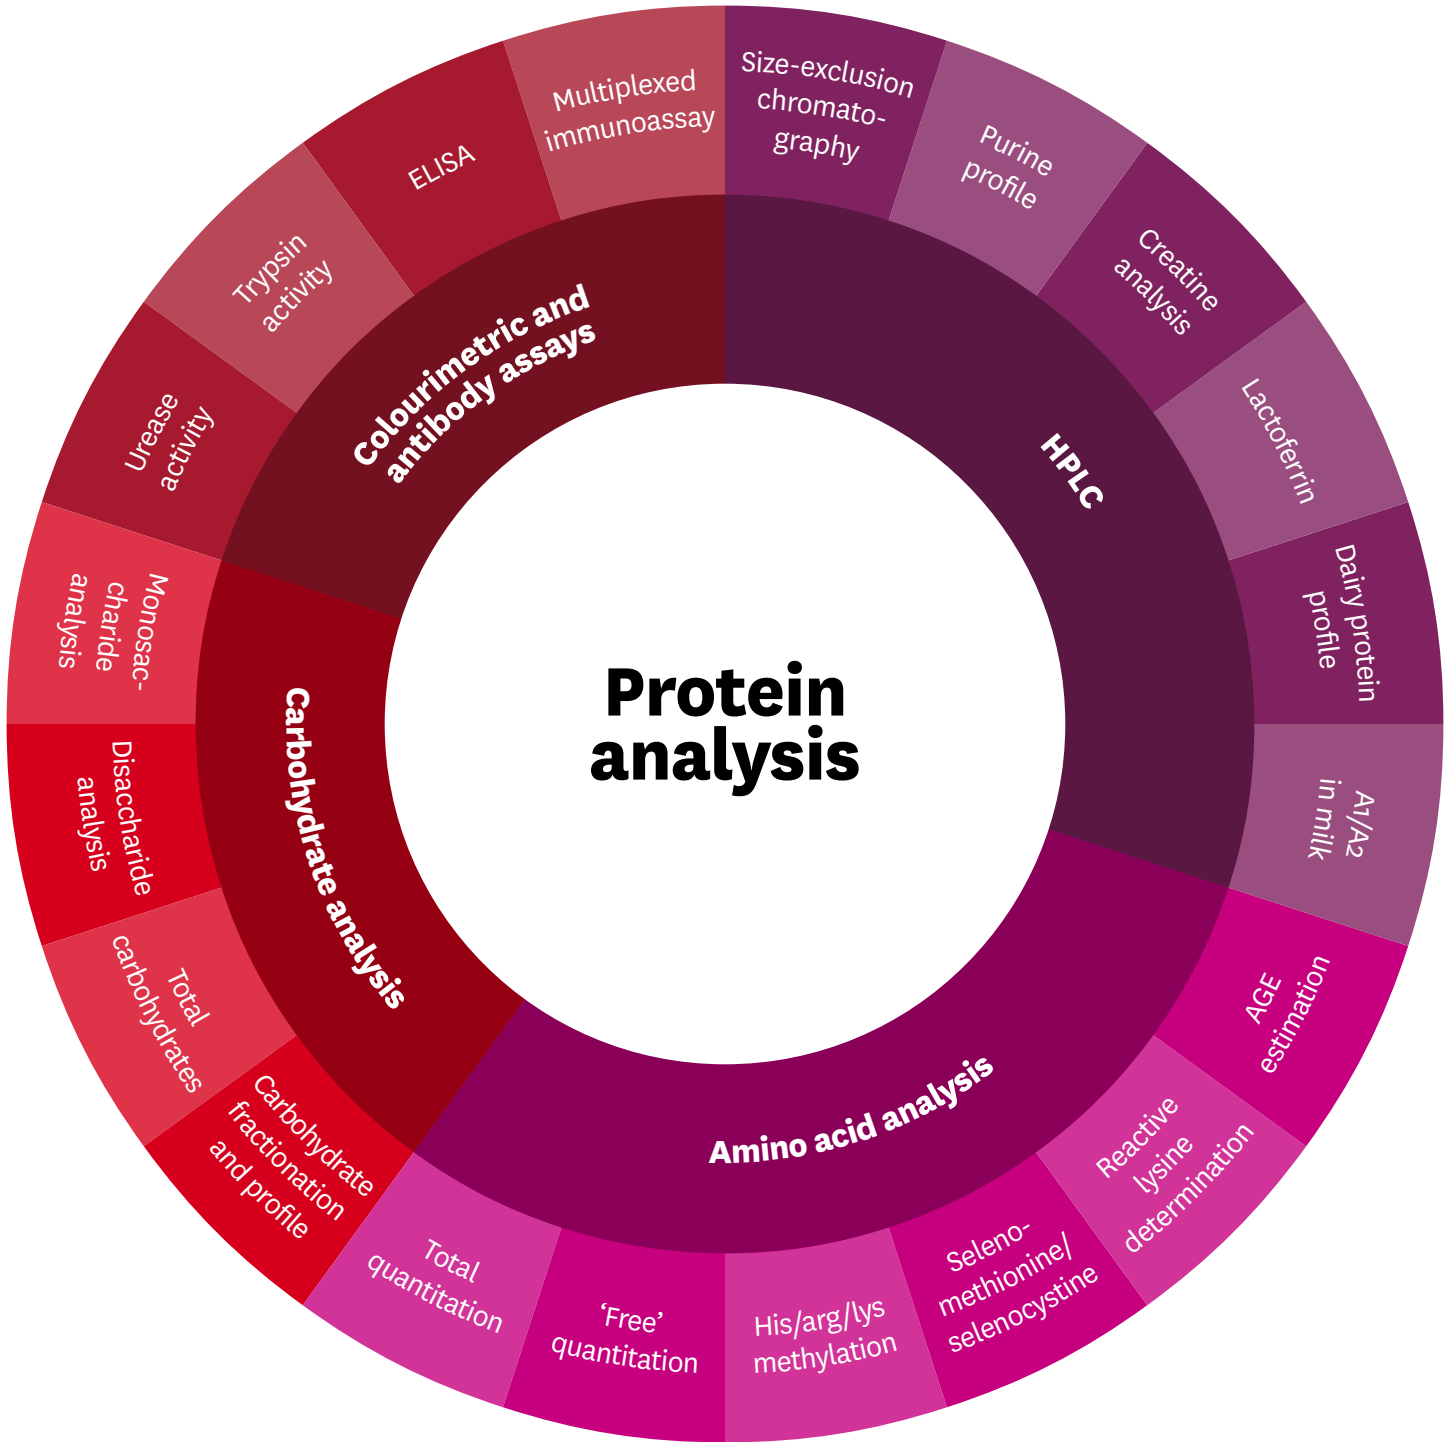 Protein
analysis
HPLC
Size-exclusion
chromato-
graphy
Purine
profile
Creatine
analysis
Lactoferrin
Dairy protein
profile
A1/A2
in milk
Amino acid analysis
AGE
estimation
Reactive
lysine
determination
Seleno-
methionine/
selenocystine
His/arg/lys
methylation
‘Free’
quantitation
Total
quantitation
Carbohydrate analysis
Carbohydrate
fractionation
and profile
Total
carbohydrates
Disaccharide
analysis
Monosac-
charide
analysis
Colourimetric and
antibody assays
Urease
activity
Trypsin
activity
ELISA
Multiplexed
immunoassay